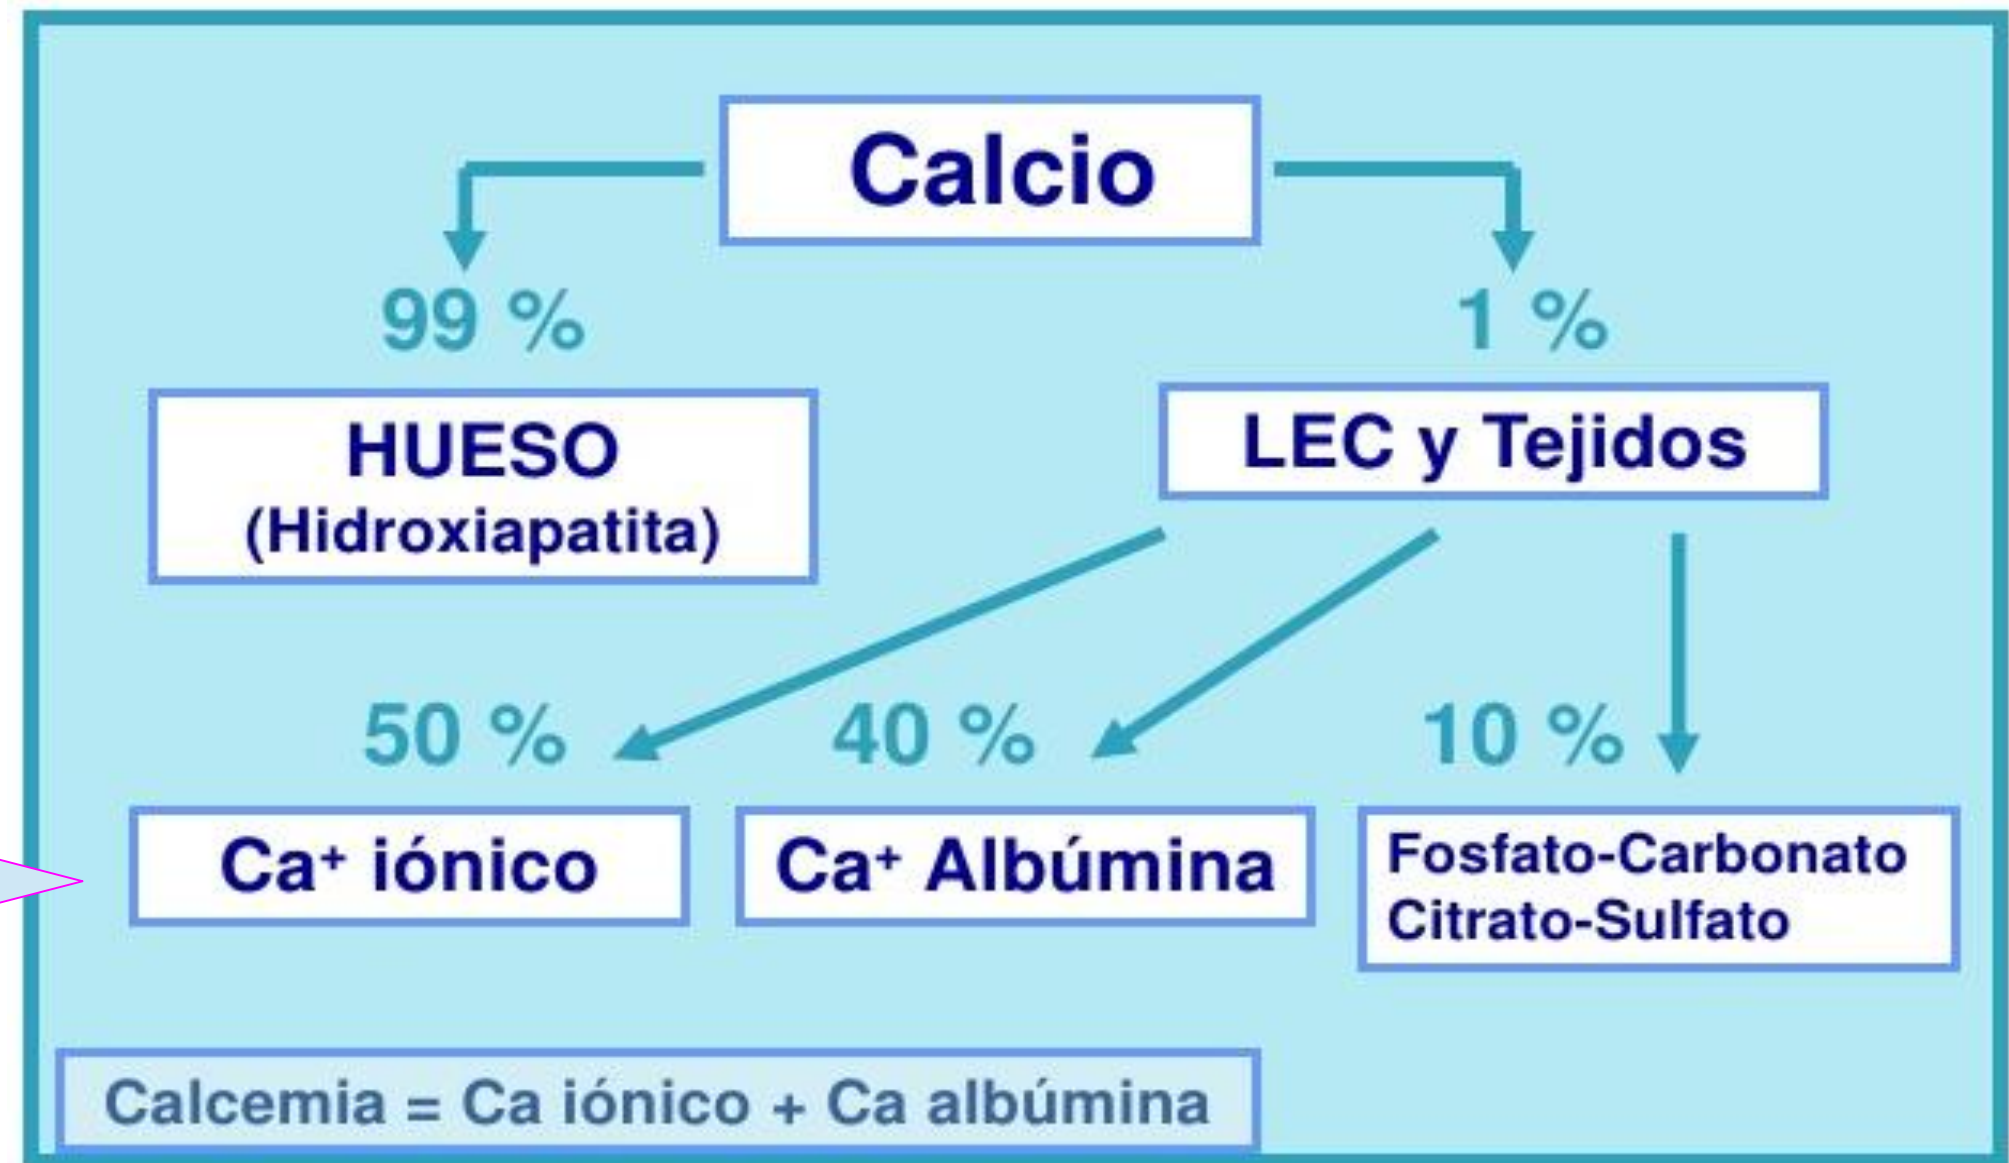 Calcio
99 %
1 %
HUESO
(Hidroxiapatita)
LEC y Tejidos
50 %
40 %
10 %
Ca⁺ iónico
Ca⁺ Albúmina
Fosfato-Carbonato
Citrato-Sulfato
Calcemia = Ca iónico + Ca albúmina